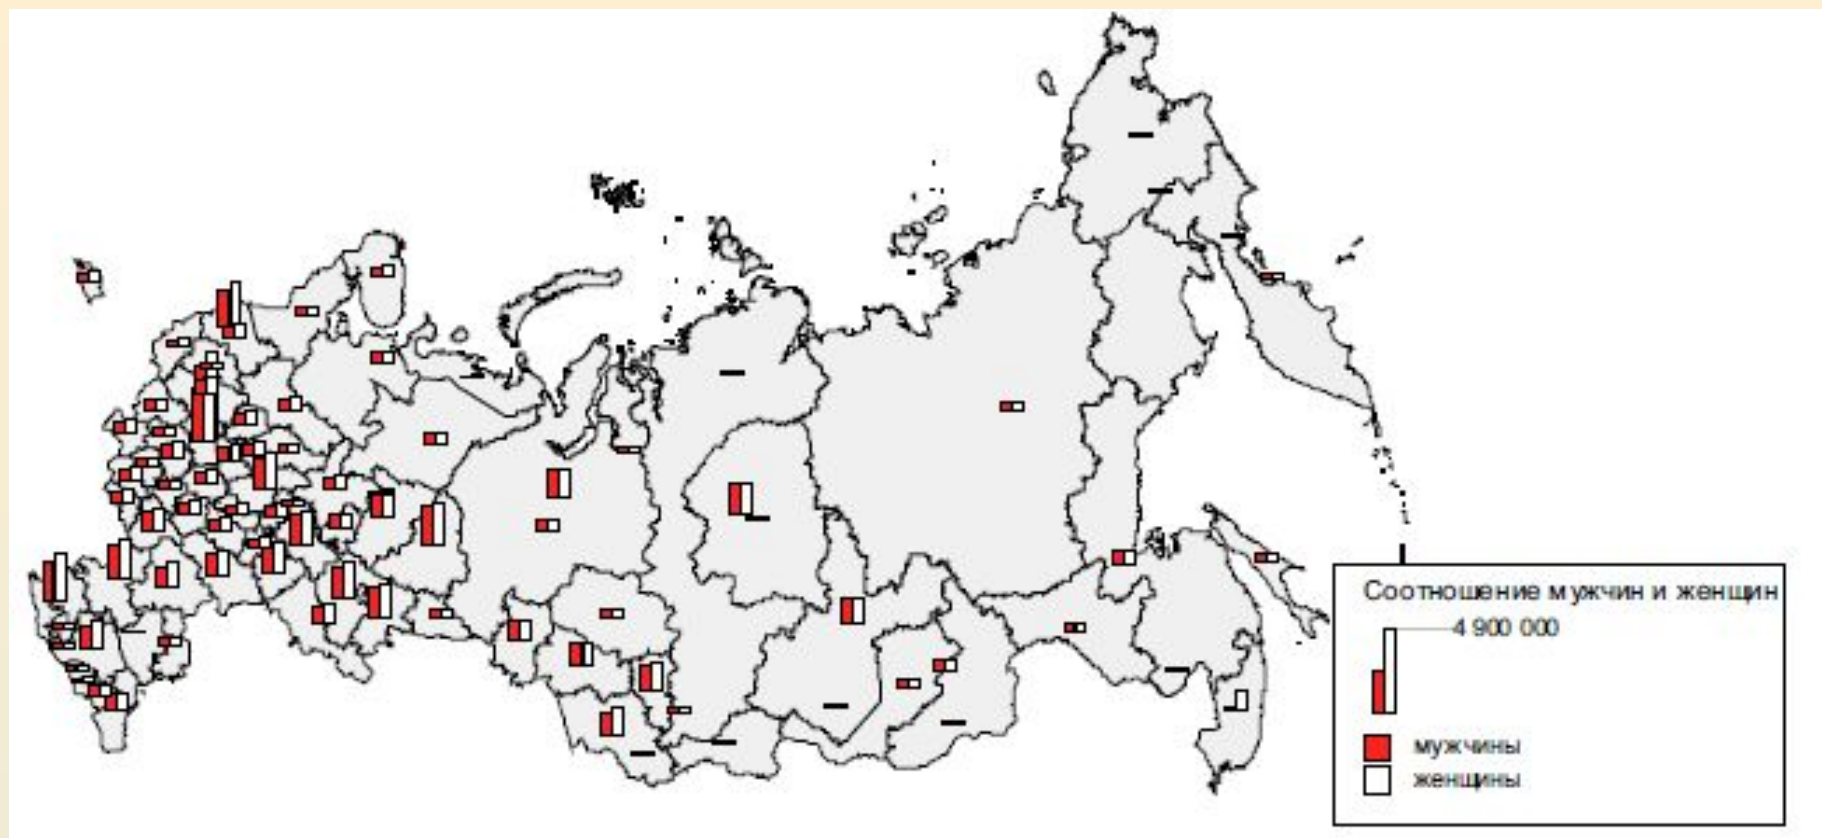 Соотношение мужчин и женщин
4 900 000
мужчины
женщины